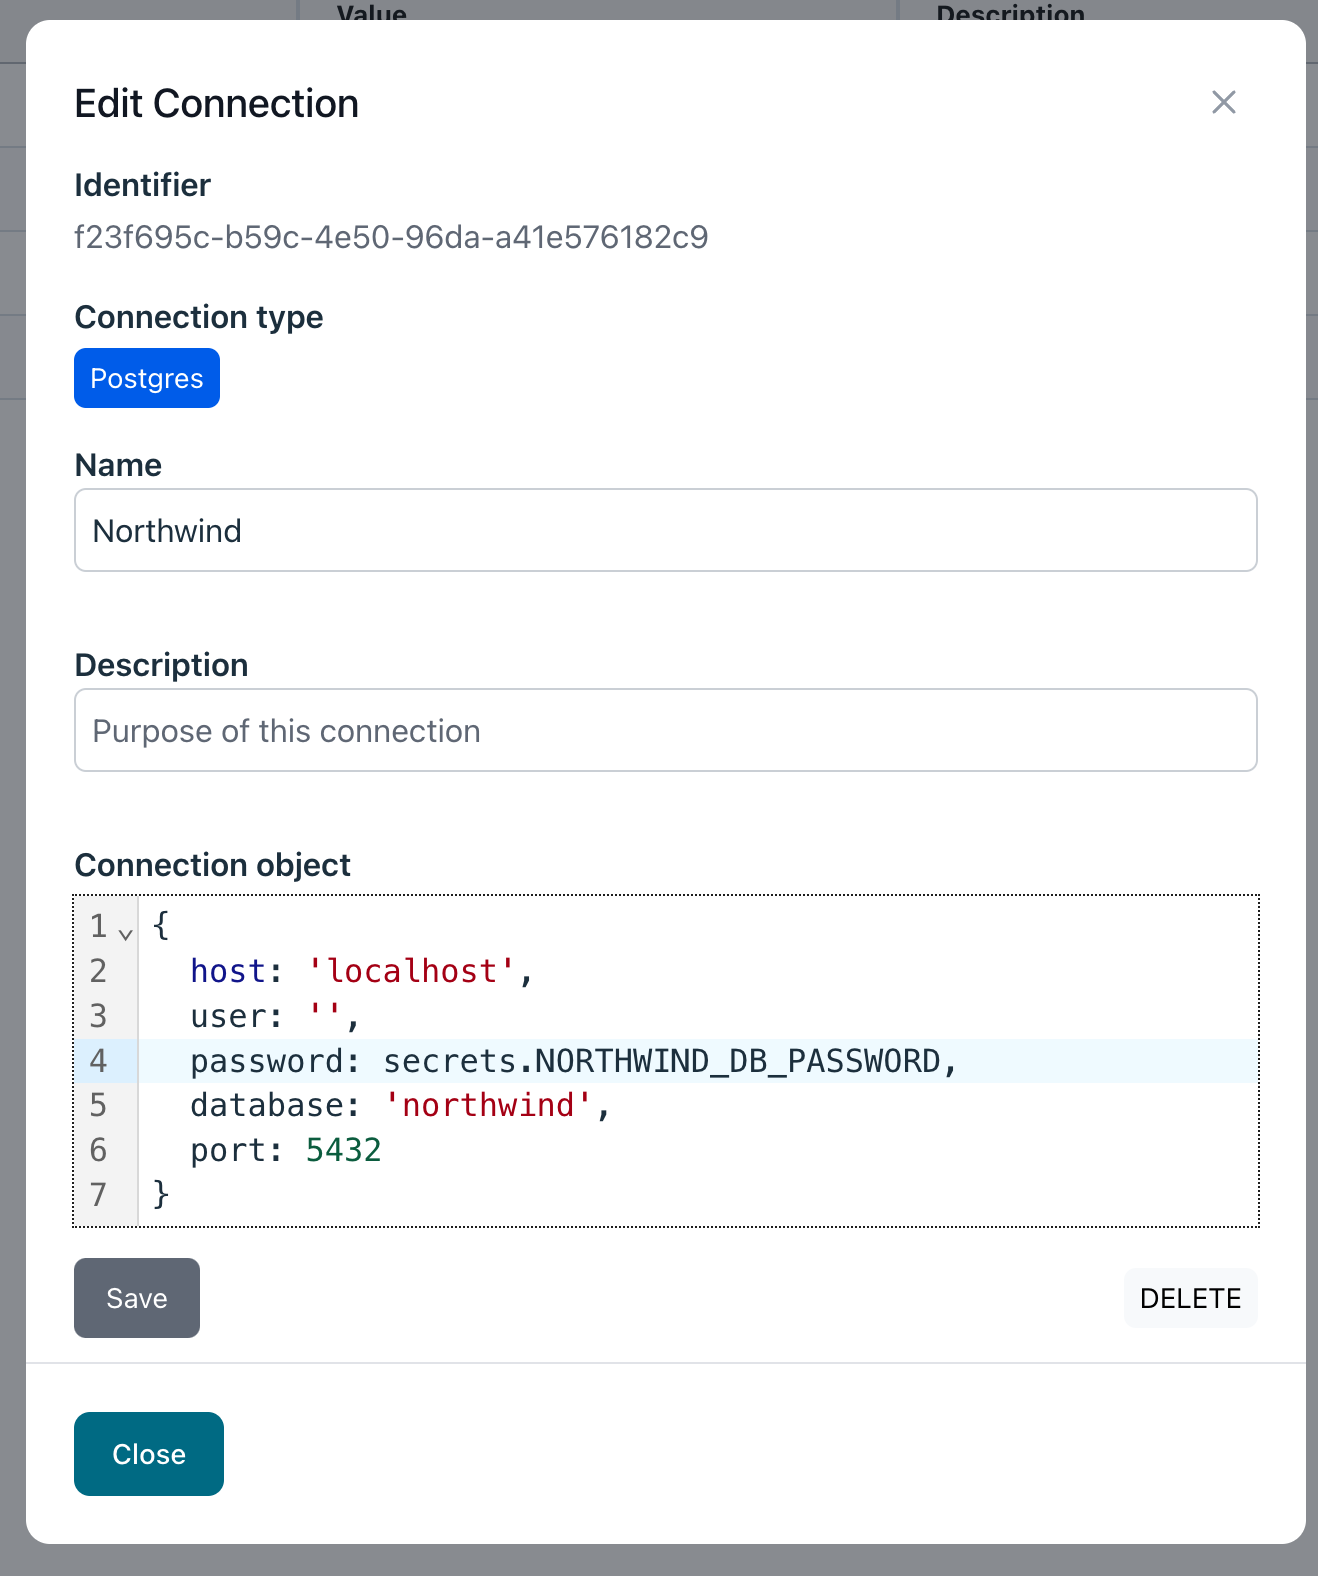 Value Description
Edit Connection
Identifier
f23f695c-b59c-4e50-96da-a41e576182c9
Connection type
Postgres
Name
Northwind
Description
Purpose of this connection
Connection object
1 {
2   host: 'localhost',
3   user: '',
4   password: secrets.NORTHWIND_DB_PASSWORD,
5   database: 'northwind',
6   port: 5432
7 }
Save DELETE
Close